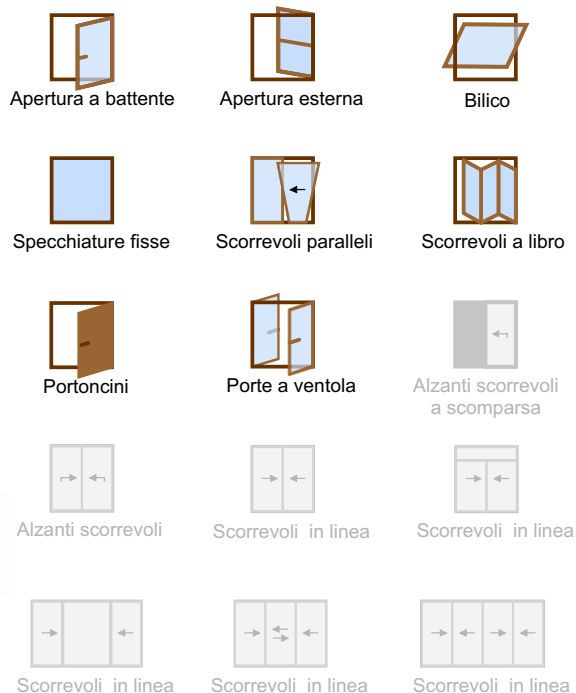 Apertura a battente
Apertura esterna
Bilico
Specchiature fisse
Scorrevoli paralleli
Scorrevoli a libro
Portoncini
Porte a ventola
Alzanti scorrevoli
a scomparsa
Alzanti scorrevoli
Scorrevoli in linea
Scorrevoli in linea
Scorrevoli in linea
Scorrevoli in linea
Scorrevoli in linea